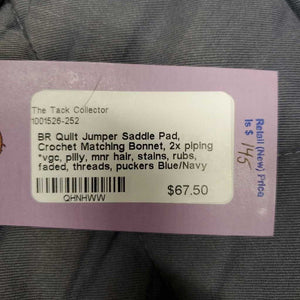 The Tack Collector
1001526-252
BR Quilt Jumper Saddle Pad,
Crochet Matching Bonnet, 2x piping
*vgc, pilly, mnr hair, stains, rubs,
faded, threads, puckers Blue/Navy
$67.50
QHNHWW
Retail (New) Price
is $ 145